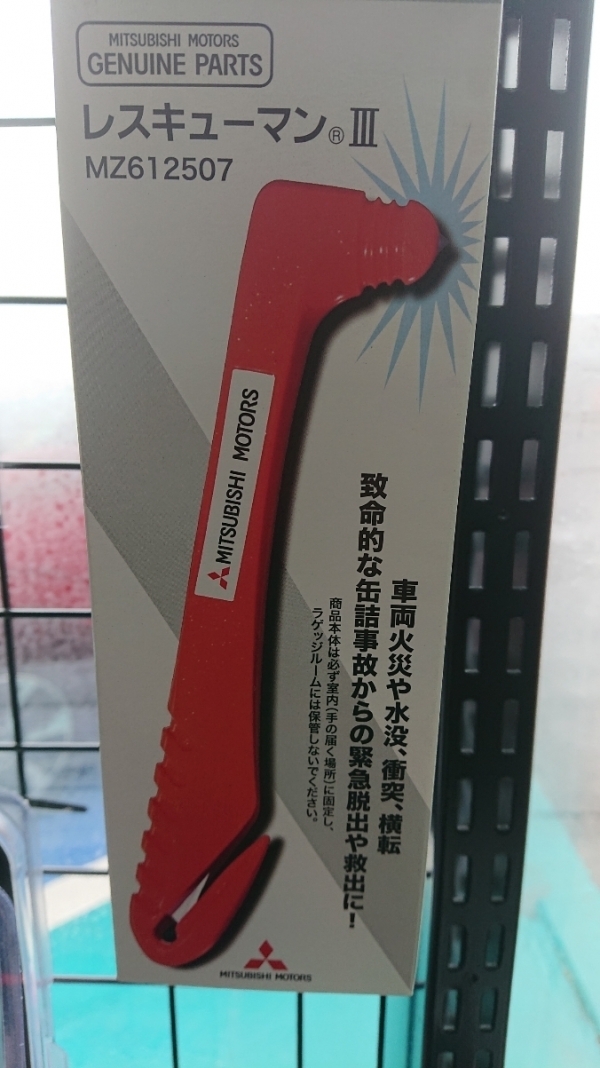 MITSUBISHI MOTORS
GENUINE PARTS
レスキューマン® III
MZ612507
MITSUBISHI MOTORS
車両火災や水没、衝突、横転
致命的な缶詰事故からの緊急脱出や救出に!
商品本体は必ず室内(手の届く場所)に固定し、
ラゲッジルームには保管しないでください。
MITSUBISHI MOTORS